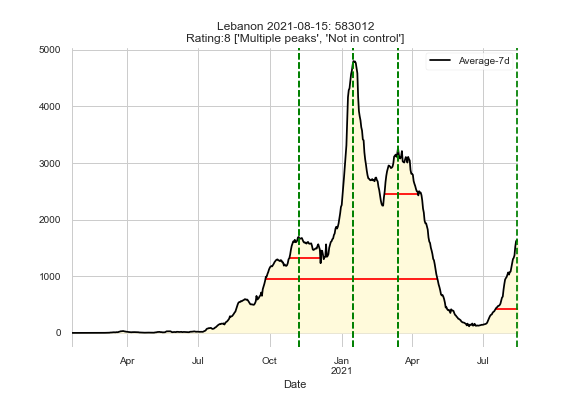 Lebanon 2021-08-15: 583012
Rating:8 ['Multiple peaks', 'Not in control']
Average-7d
5000
4000
3000
2000
1000
0
Apr Jul Oct Jan Apr Jul
2021
Date